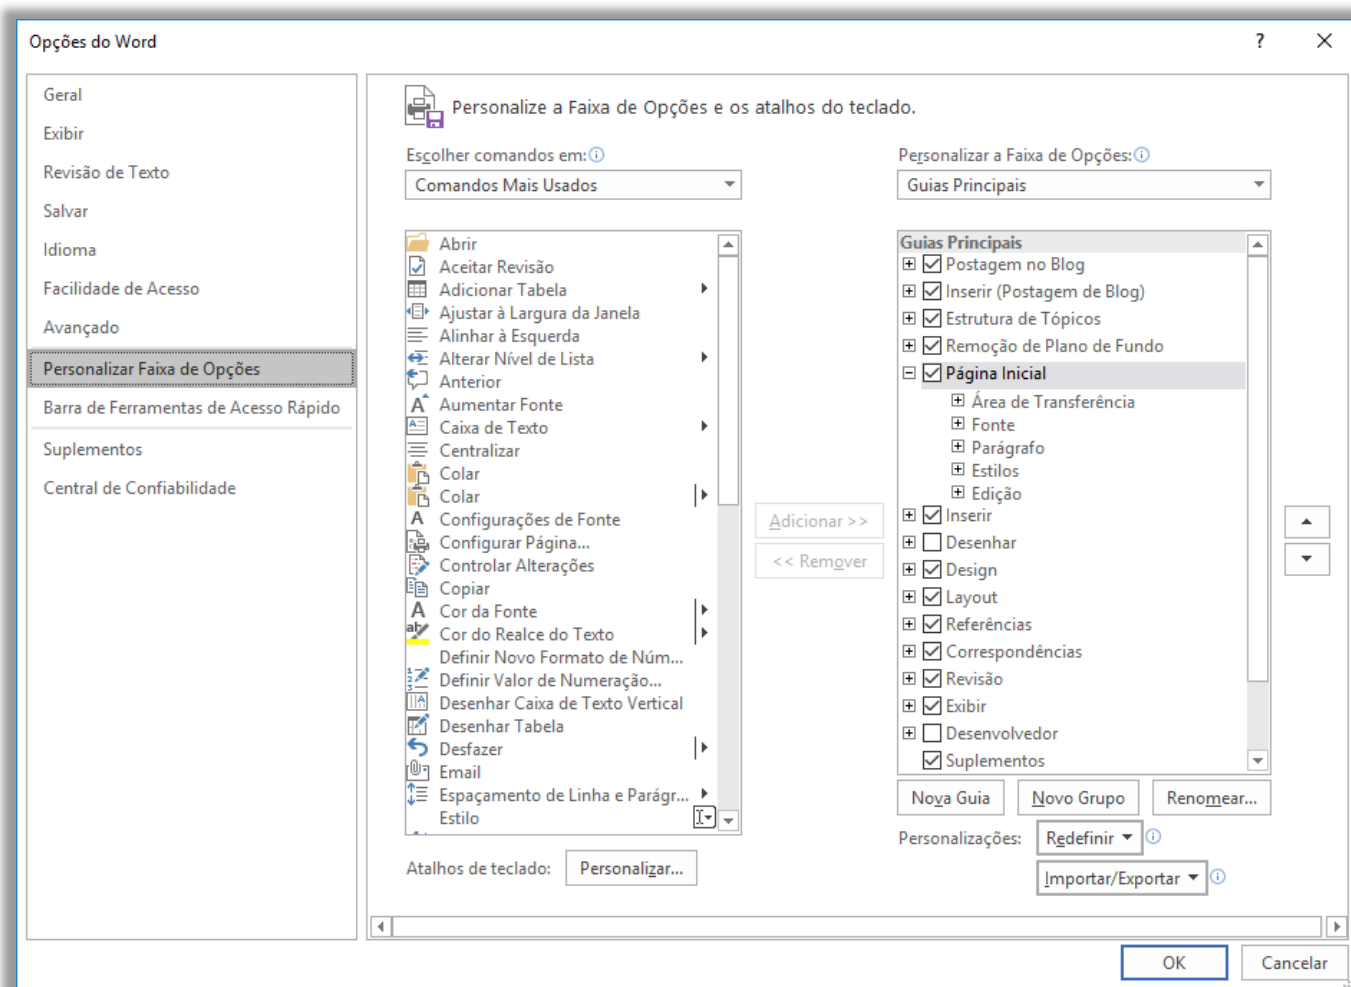 Opções do Word
?
Geral
Exibir
Revisão de Texto
Salvar
Idioma
Facilidade de Acesso
Avançado
Personalizar Faixa de Opções
Barra de Ferramentas de Acesso Rápido
Suplementos
Central de Confiabilidade
Personalize a Faixa de Opções e os atalhos do teclado.
Escolher comandos em:
Comandos Mais Usados
Abrir
Aceitar Revisão
Adicionar Tabela
Ajustar à Largura da Janela
Alinhar à Esquerda
Alterar Nível de Lista
Anterior
Aumentar Fonte
Caixa de Texto
Centralizar
Colar
Colar
Configurações de Fonte
Configurar Página...
Controlar Alterações
Copiar
Cor da Fonte
Cor do Realce do Texto
Definir Novo Formato de Núm...
Definir Valor de Numeração...
Desenhar Caixa de Texto Vertical
Desenhar Tabela
Desfazer
Email
Espaçamento de Linha e Parágr...
Estilo
Atalhos de teclado:
Personalizar...
Adicionar >>
<< Remover
Personalizar a Faixa de Opções:
Guias Principais
Guias Principais
Postagem no Blog
Inserir (Postagem de Blog)
Estrutura de Tópicos
Remoção de Plano de Fundo
Página Inicial
Área de Transferência
Fonte
Parágrafo
Estilos
Edição
Inserir
Desenhar
Design
Layout
Referências
Correspondências
Revisão
Exibir
Desenvolvedor
Suplementos
Nova Guia
Novo Grupo
Renomear...
Personalizações:
Redefinir
Importar/Exportar
OK
Cancelar